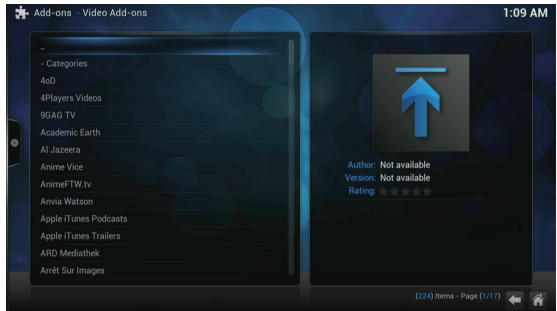 Add-ons - Video Add-ons
1:09 AM
..
- Categories
4oD
4Players Videos
9GAG TV
Academic Earth
Al Jazeera
Anime Vice
AnimeFTW.tv
Anvia Watson
Apple iTunes Podcasts
Apple iTunes Trailers
ARD Mediathek
Arrêt Sur Images
Author: Not available
Version: Not available
Rating:
(224) Items - Page (1/17)